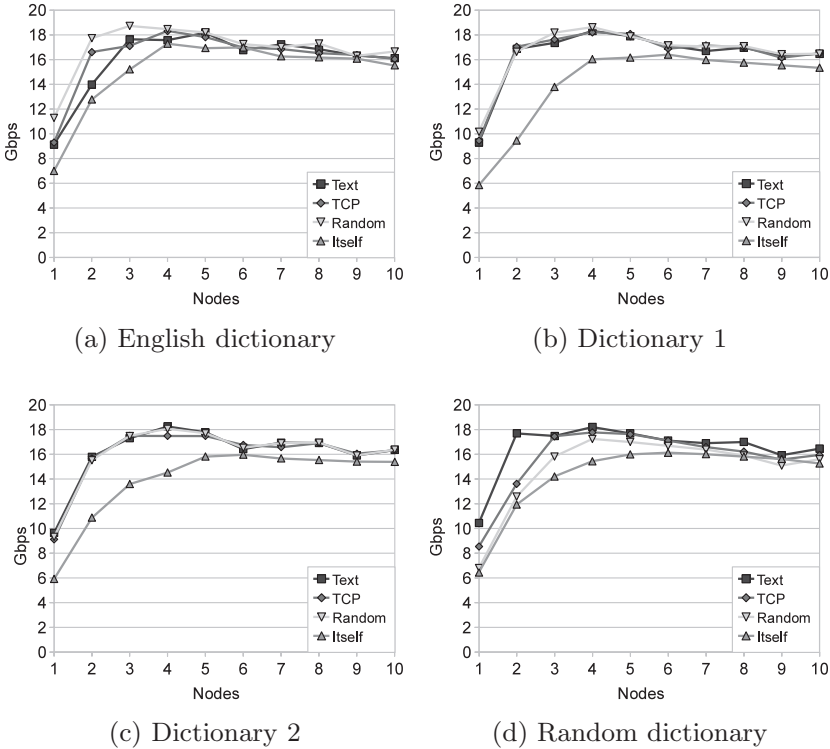 20
18
16
14
12
10
8
6
4
2
0
Gbps
Text
TCP
Random
Itself
1 2 3 4 5 6 7 8 9 10
Nodes
(a) English dictionary
20
18
16
14
12
10
8
6
4
2
0
Gbps
Text
TCP
Random
Itself
1 2 3 4 5 6 7 8 9 10
Nodes
(b) Dictionary 1
20
18
16
14
12
10
8
6
4
2
0
Gbps
Text
TCP
Random
Itself
1 2 3 4 5 6 7 8 9 10
Nodes
(c) Dictionary 2
20
18
16
14
12
10
8
6
4
2
0
Gbps
Text
TCP
Random
Itself
1 2 3 4 5 6 7 8 9 10
Nodes
(d) Random dictionary